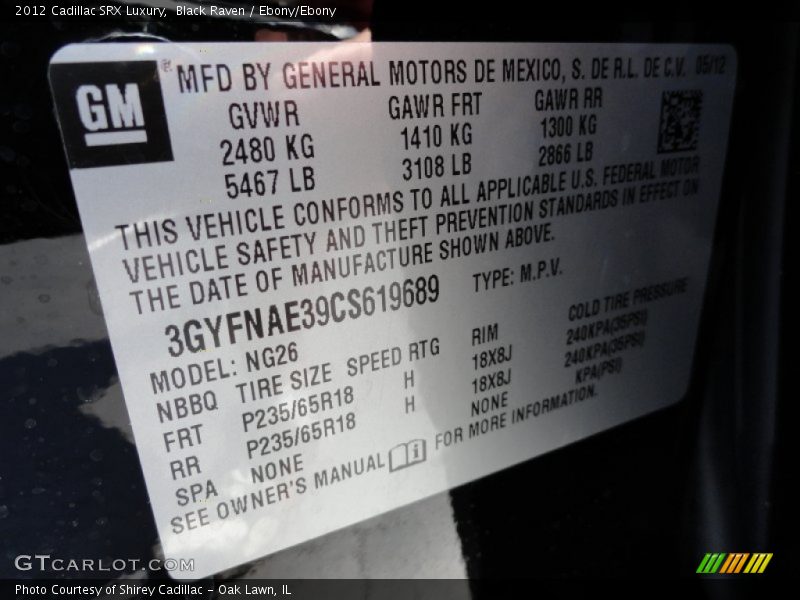 2012 Cadillac SRX Luxury,  Black Raven / Ebony/Ebony
GM
® MFD BY GENERAL MOTORS DE MEXICO, S. DE R.L. DE C.V. 05/12
GVWR GAWR FRT GAWR RR
2480 KG 1410 KG 1300 KG
5467 LB 3108 LB 2866 LB
THIS VEHICLE CONFORMS TO ALL APPLICABLE U.S. FEDERAL MOTOR
VEHICLE SAFETY AND THEFT PREVENTION STANDARDS IN EFFECT ON
THE DATE OF MANUFACTURE SHOWN ABOVE.
3GYFNAE39CS619689 TYPE: M.P.V.
MODEL: NG26
NBBQ TIRE SIZE SPEED RTG RIM COLD TIRE PRESSURE
FRT P235/65R18 H 18X8J 240KPA(35PSI)
RR P235/65R18 H 18X8J 240KPA(35PSI)
SPA NONE NONE KPA(PSI)
SEE OWNER'S MANUAL FOR MORE INFORMATION.
GTCARLOT.COM
Photo Courtesy of Shirey Cadillac - Oak Lawn, IL